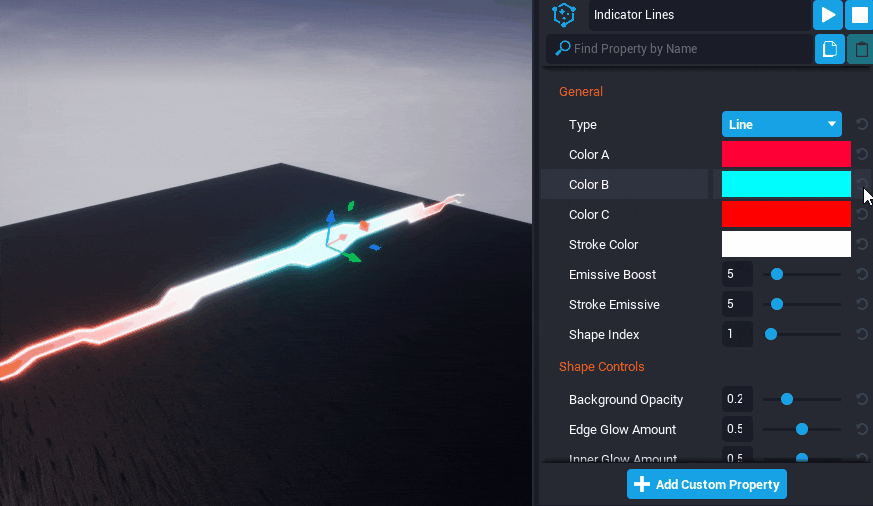 Indicator Lines
Find Property by Name
General
Type Line
Color A
Color B
Color C
Stroke Color
Emissive Boost 5
Stroke Emissive 5
Shape Index 1
Shape Controls
Background Opacity 0.2
Edge Glow Amount 0.5
Inner Glow Amount 0.5
Add Custom Property